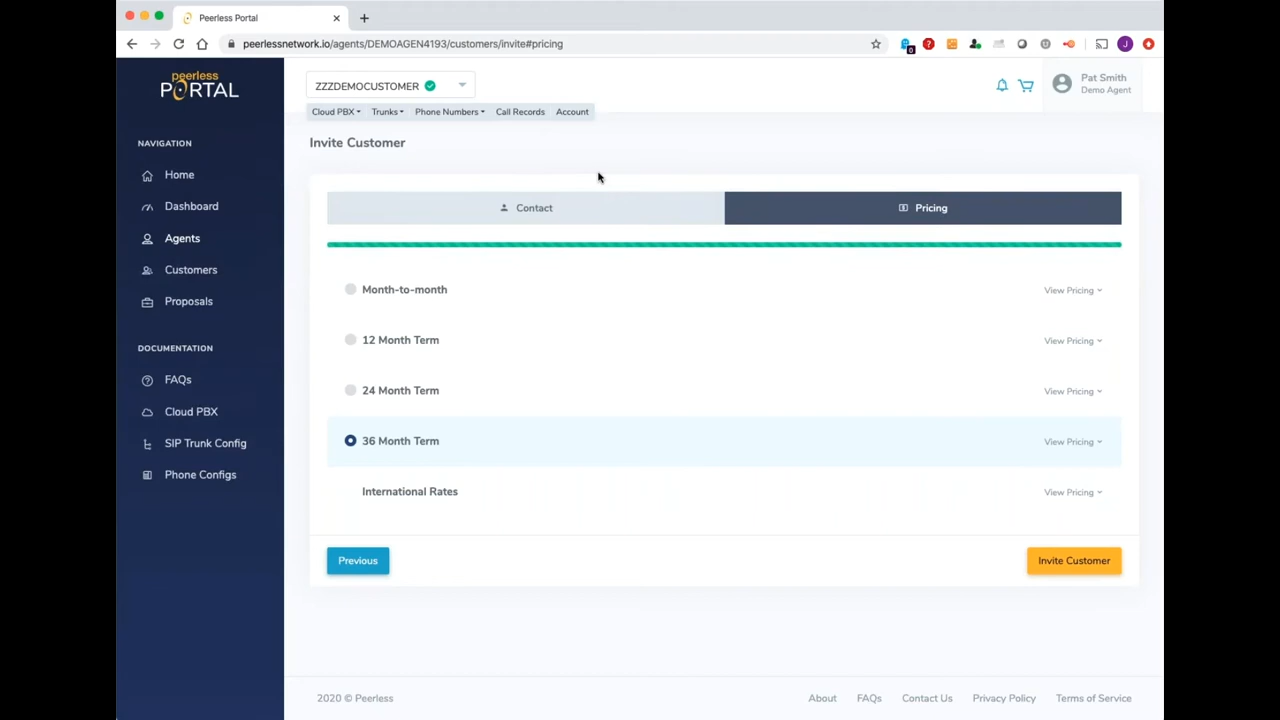 Peerless Portal
peerlessnetwork.io/agents/DEMOAGEN4193/customers/invite#pricing
0
?
J
peerless
PORTAL
ZZZDEMOCUSTOMER
Pat Smith
Demo Agent
Cloud PBX
Trunks
Phone Numbers
Call Records
Account
NAVIGATION
Home
Dashboard
Agents
Customers
Proposals
DOCUMENTATION
FAQs
Cloud PBX
SIP Trunk Config
Phone Configs
Invite Customer
Contact
Pricing
Month-to-month
View Pricing
12 Month Term
View Pricing
24 Month Term
View Pricing
36 Month Term
View Pricing
International Rates
View Pricing
Previous
Invite Customer
2020 © Peerless
About
FAQs
Contact Us
Privacy Policy
Terms of Service